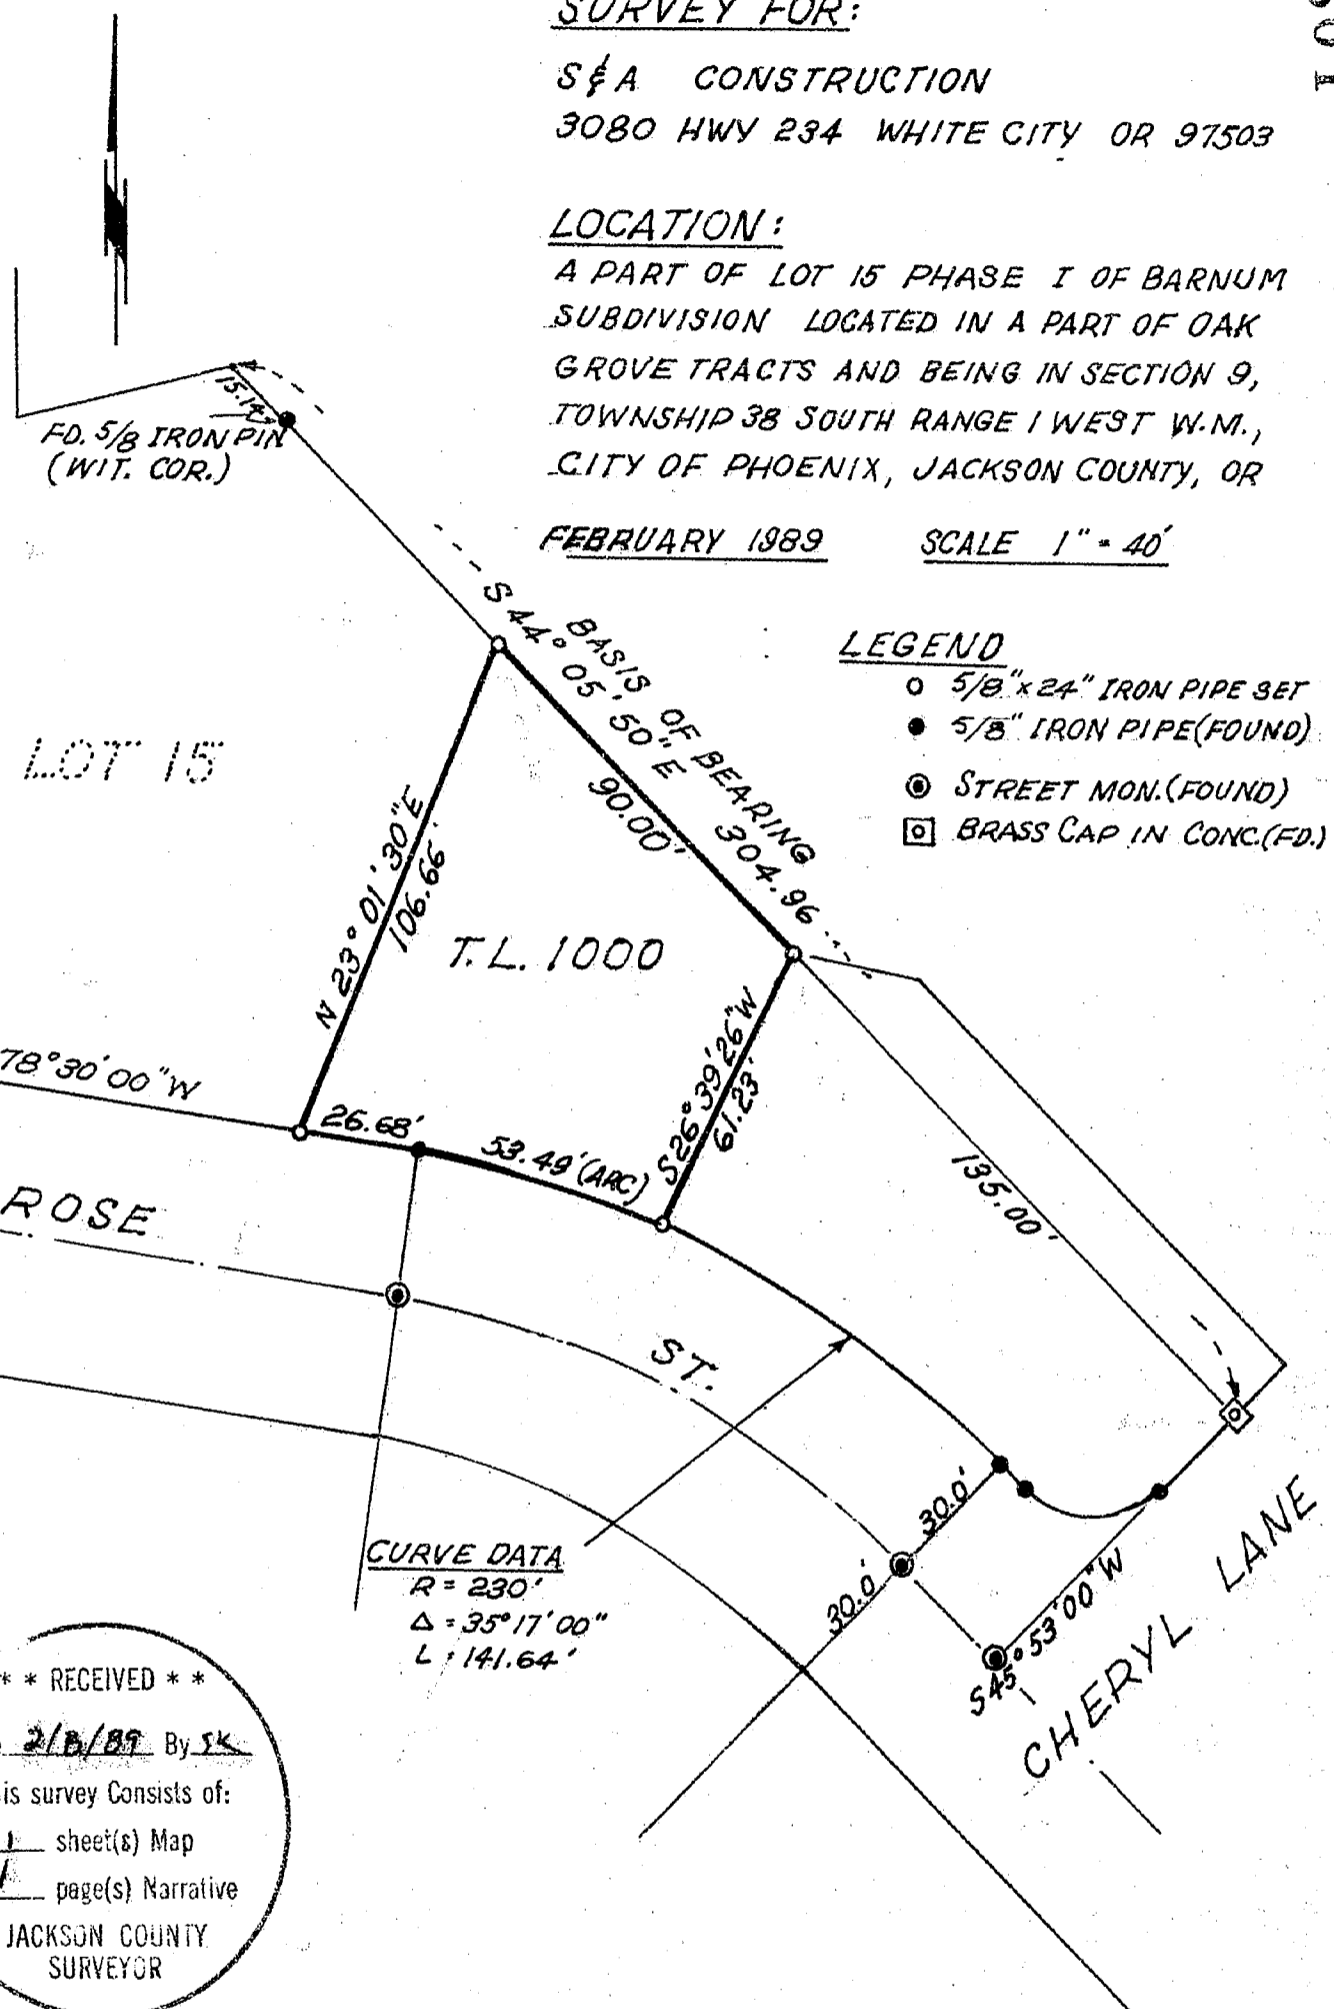 SURVEY FOR:
S & A CONSTRUCTION
3080 HWY 234 WHITE CITY OR 97503
LOCATION:
A PART OF LOT 15 PHASE I OF BARNUM
SUBDIVISION LOCATED IN A PART OF OAK
GROVE TRACTS AND BEING IN SECTION 9,
TOWNSHIP 38 SOUTH RANGE 1 WEST W.M.,
CITY OF PHOENIX, JACKSON COUNTY, OR
FEBRUARY 1989 SCALE 1" = 40'
15.14'
FD. 5/8 IRON PIN
(WIT. COR.)
LEGEND
5/8" x 24" IRON PIPE SET
5/8" IRON PIPE (FOUND)
STREET MON. (FOUND)
BRASS CAP IN CONC. (FD.)
BASIS OF BEARING
S 44° 05' 50" E 304.96
90.00'
LOT 15
N 23° 01' 30" E
106.66'
T.L. 1000
S 26° 39' 26" W
61.23'
78° 30' 00" W
26.68'
53.49' (ARC)
135.00'
ROSE ST.
30.0'
30.0'
S 45° 53' 00" W
CHERYL LANE
CURVE DATA
R = 230'
Δ = 35° 17' 00"
L = 141.64'
* * RECEIVED * *
2/8/89 By SK
is survey Consists of:
1 sheet(s) Map
1 page(s) Narrative
JACKSON COUNTY
SURVEYOR